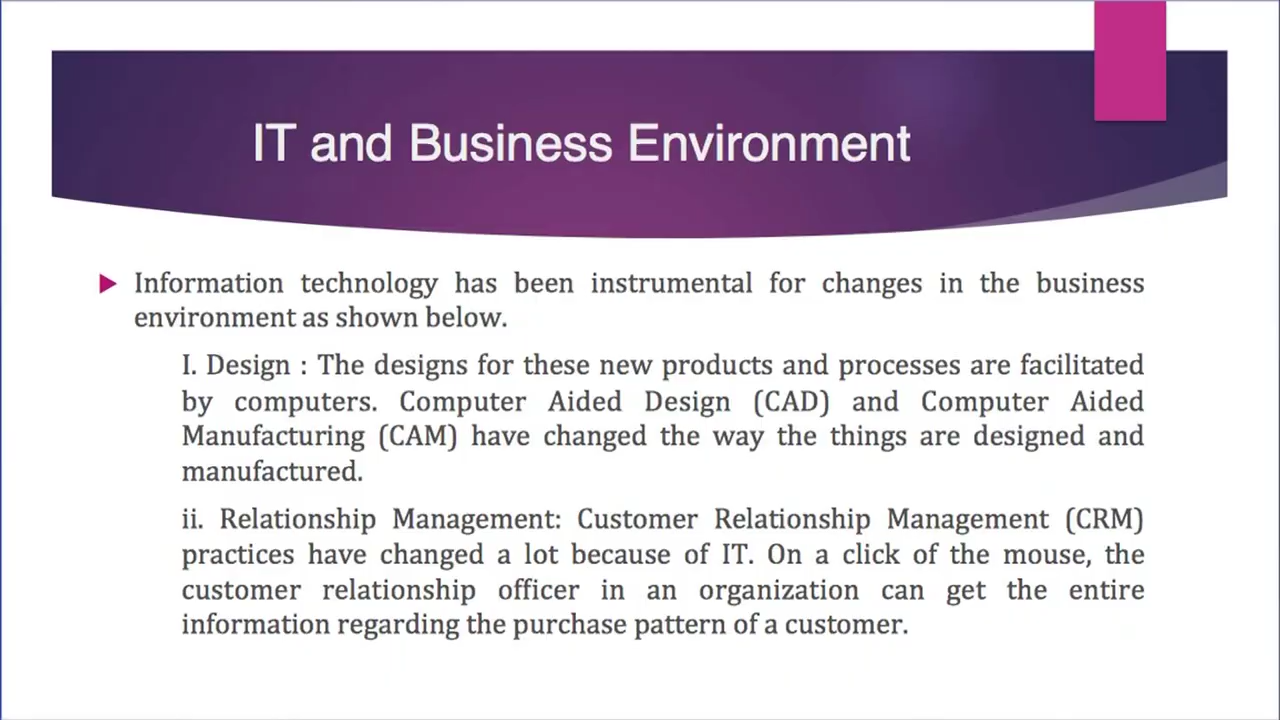 IT and Business Environment
Information technology has been instrumental for changes in the business
environment as shown below.
I. Design : The designs for these new products and processes are facilitated
by computers. Computer Aided Design (CAD) and Computer Aided
Manufacturing (CAM) have changed the way the things are designed and
manufactured.
ii. Relationship Management: Customer Relationship Management (CRM)
practices have changed a lot because of IT. On a click of the mouse, the
customer relationship officer in an organization can get the entire
information regarding the purchase pattern of a customer.